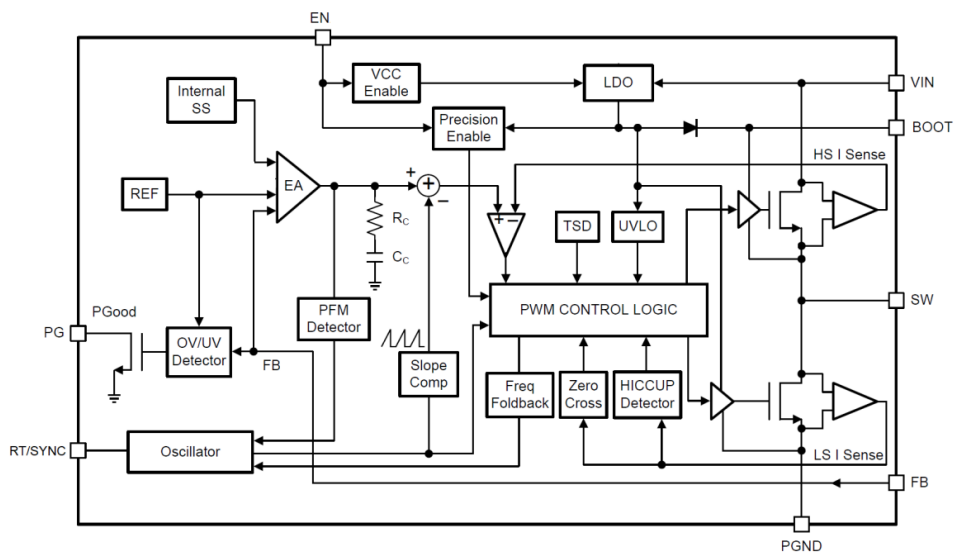 EN
VCC
Enable
LDO
VIN
Internal
SS
Precision
Enable
BOOT
HS I Sense
EA
+
−
+
REF
+ −
R_C
TSD
UVLO
C_C
PWM CONTROL LOGIC
SW
PGood
PFM
Detector
PG
OV/UV
Detector
FB
Slope
Comp
Freq
Foldback
Zero
Cross
HICCUP
Detector
RT/SYNC
Oscillator
LS I Sense
FB
PGND